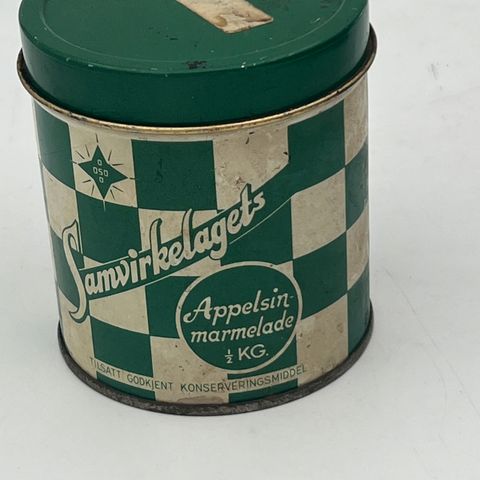 O
OSO
O
Samvirkelagets
Appelsin-
marmelade
½ KG.
TILSATT GODKJENT KONSERVERINGSMIDDEL